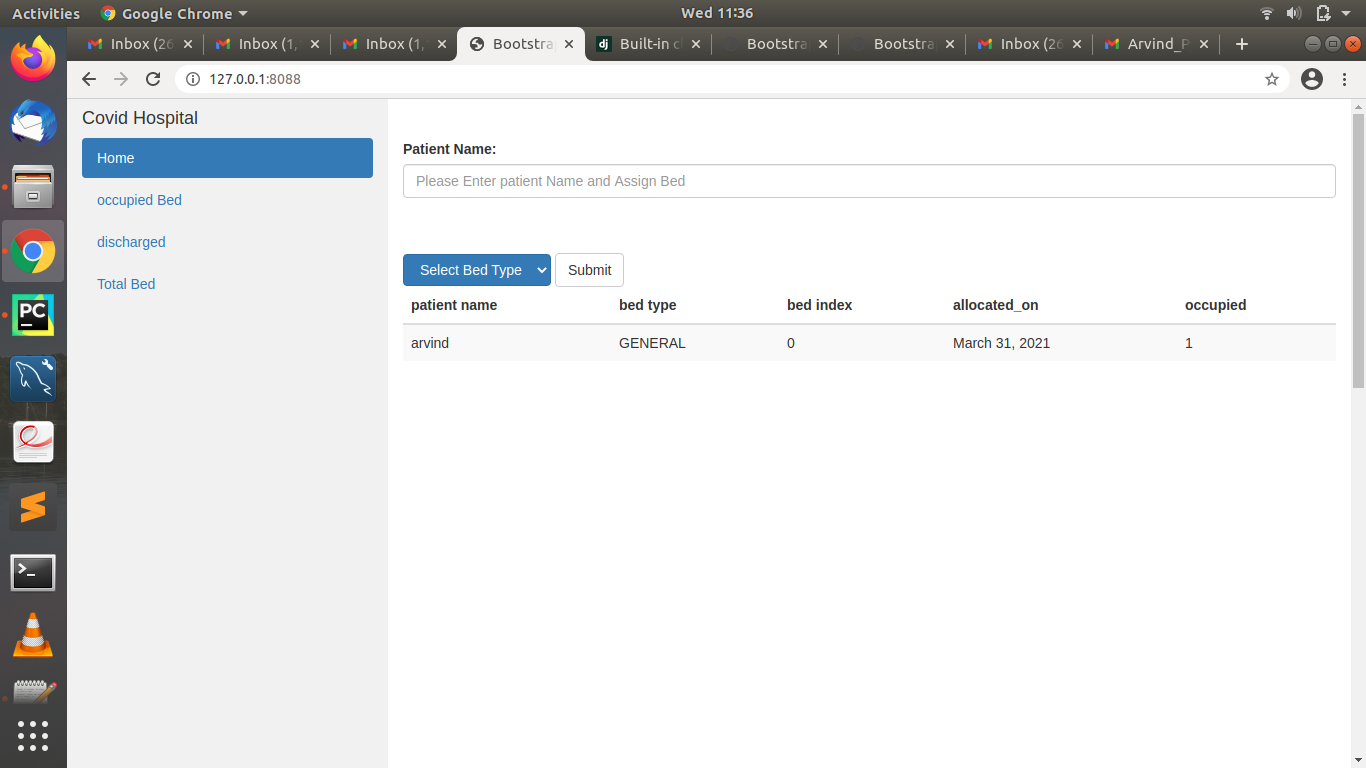 Activities Google Chrome Wed 11:36
Inbox (26 Inbox (1, Inbox (1, Bootstra Built-in c Bootstra Bootstra Inbox (26 Arvind_P
127.0.0.1:8088
Covid Hospital
Home
occupied Bed
discharged
Total Bed
Patient Name:
Please Enter patient Name and Assign Bed
Select Bed Type Submit
patient name bed type bed index allocated_on occupied
arvind GENERAL 0 March 31, 2021 1
dj
PC